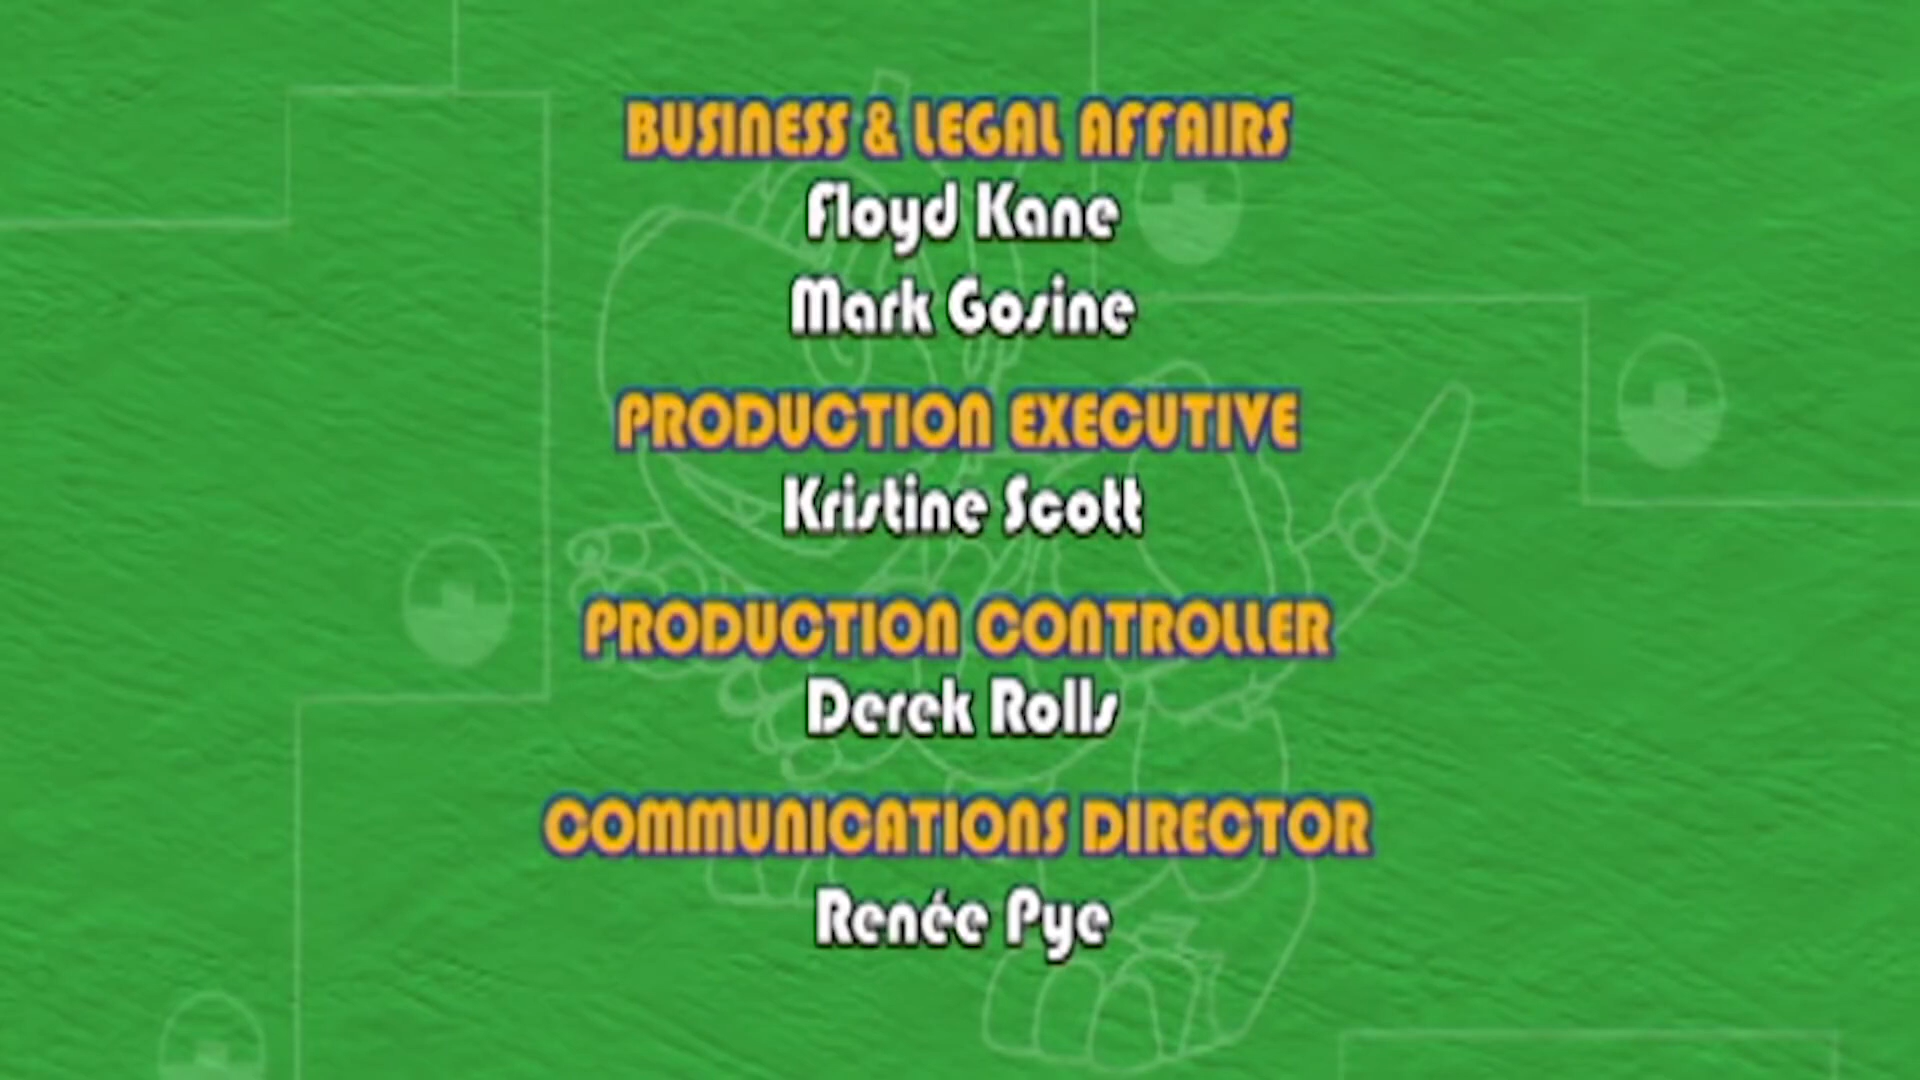 BUSINESS & LEGAL AFFAIRS
Floyd Kane
Mark Gosine
PRODUCTION EXECUTIVE
Kristine Scott
PRODUCTION CONTROLLER
Derek Rolls
COMMUNICATIONS DIRECTOR
Renée Pye